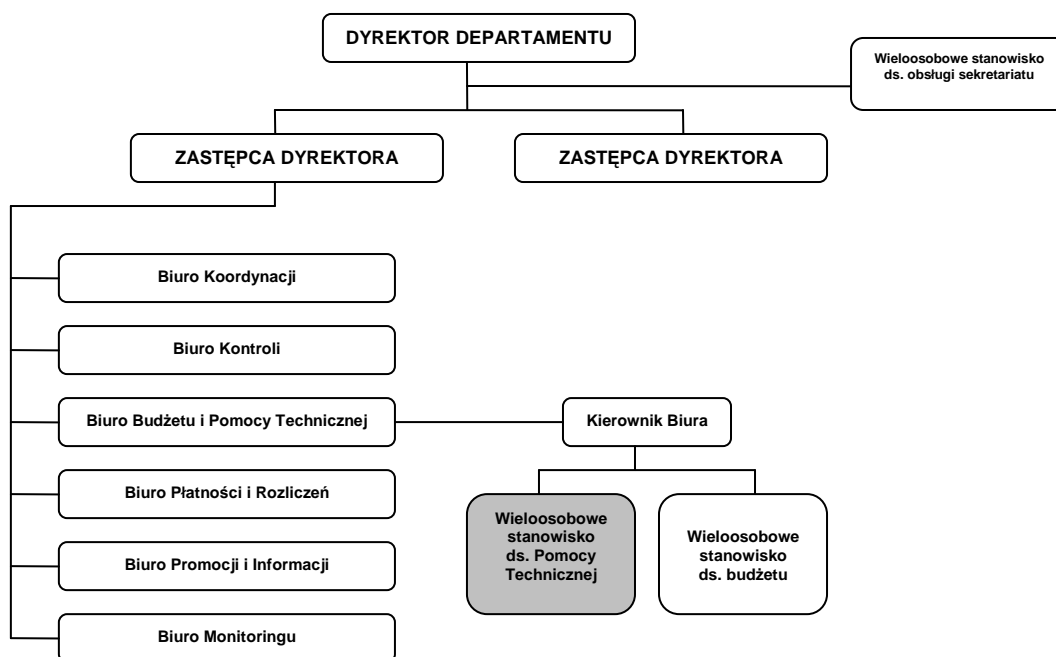 DYREKTOR DEPARTAMENTU
Wieloosobowe stanowisko
ds. obsługi sekretariatu
ZASTĘPCA DYREKTORA
ZASTĘPCA DYREKTORA
Biuro Koordynacji
Biuro Kontroli
Biuro Budżetu i Pomocy Technicznej
Kierownik Biura
Biuro Płatności i Rozliczeń
Wieloosobowe
stanowisko
ds. Pomocy
Technicznej
Wieloosobowe
stanowisko
ds. budżetu
Biuro Promocji i Informacji
Biuro Monitoringu